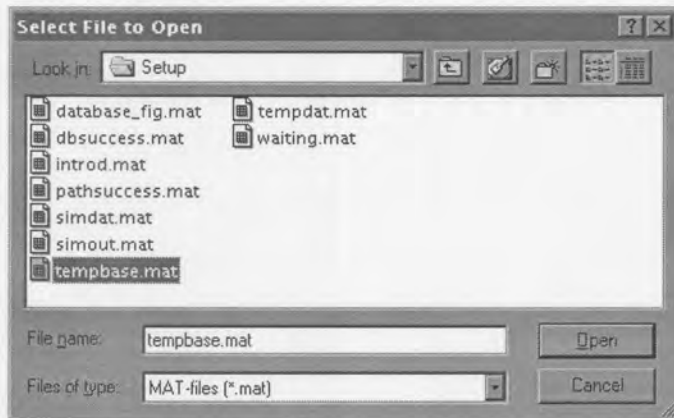 Select File to Open
Look in: Setup
database_fig.mat
dbsuccess.mat
introd.mat
pathsuccess.mat
simdat.mat
simout.mat
tempbase.mat
tempdat.mat
waiting.mat
File name: tempbase.mat Open
Files of type: MAT-files (*.mat) Cancel